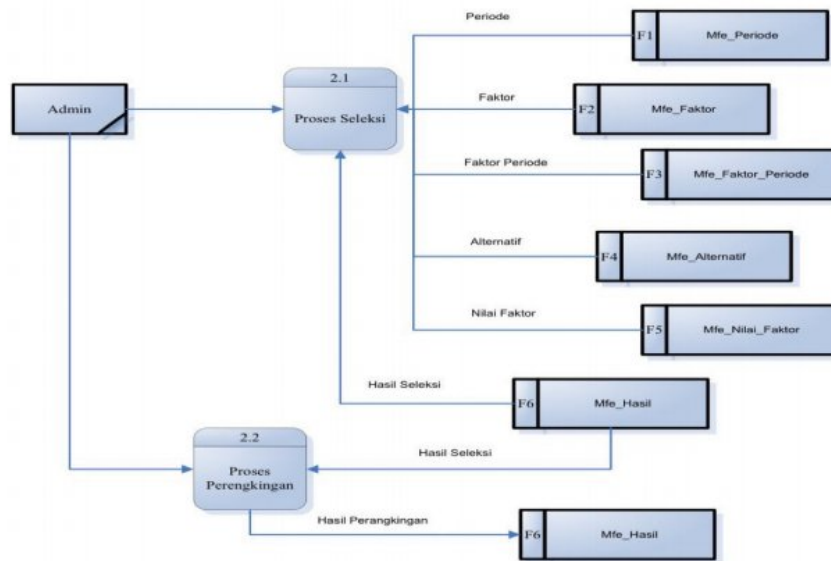 Periode
F1
Mfe_Periode
2.1
Proses Seleksi
Admin
Faktor
F2
Mfe_Faktor
Faktor Periode
F3
Mfe_Faktor_Periode
Alternatif
F4
Mfe_Alternatif
Nilai Faktor
F5
Mfe_Nilai_Faktor
Hasil Seleksi
F6
Mfe_Hasil
2.2
Proses
Perengkingan
Hasil Seleksi
Hasil Perangkingan
F6
Mfe_Hasil